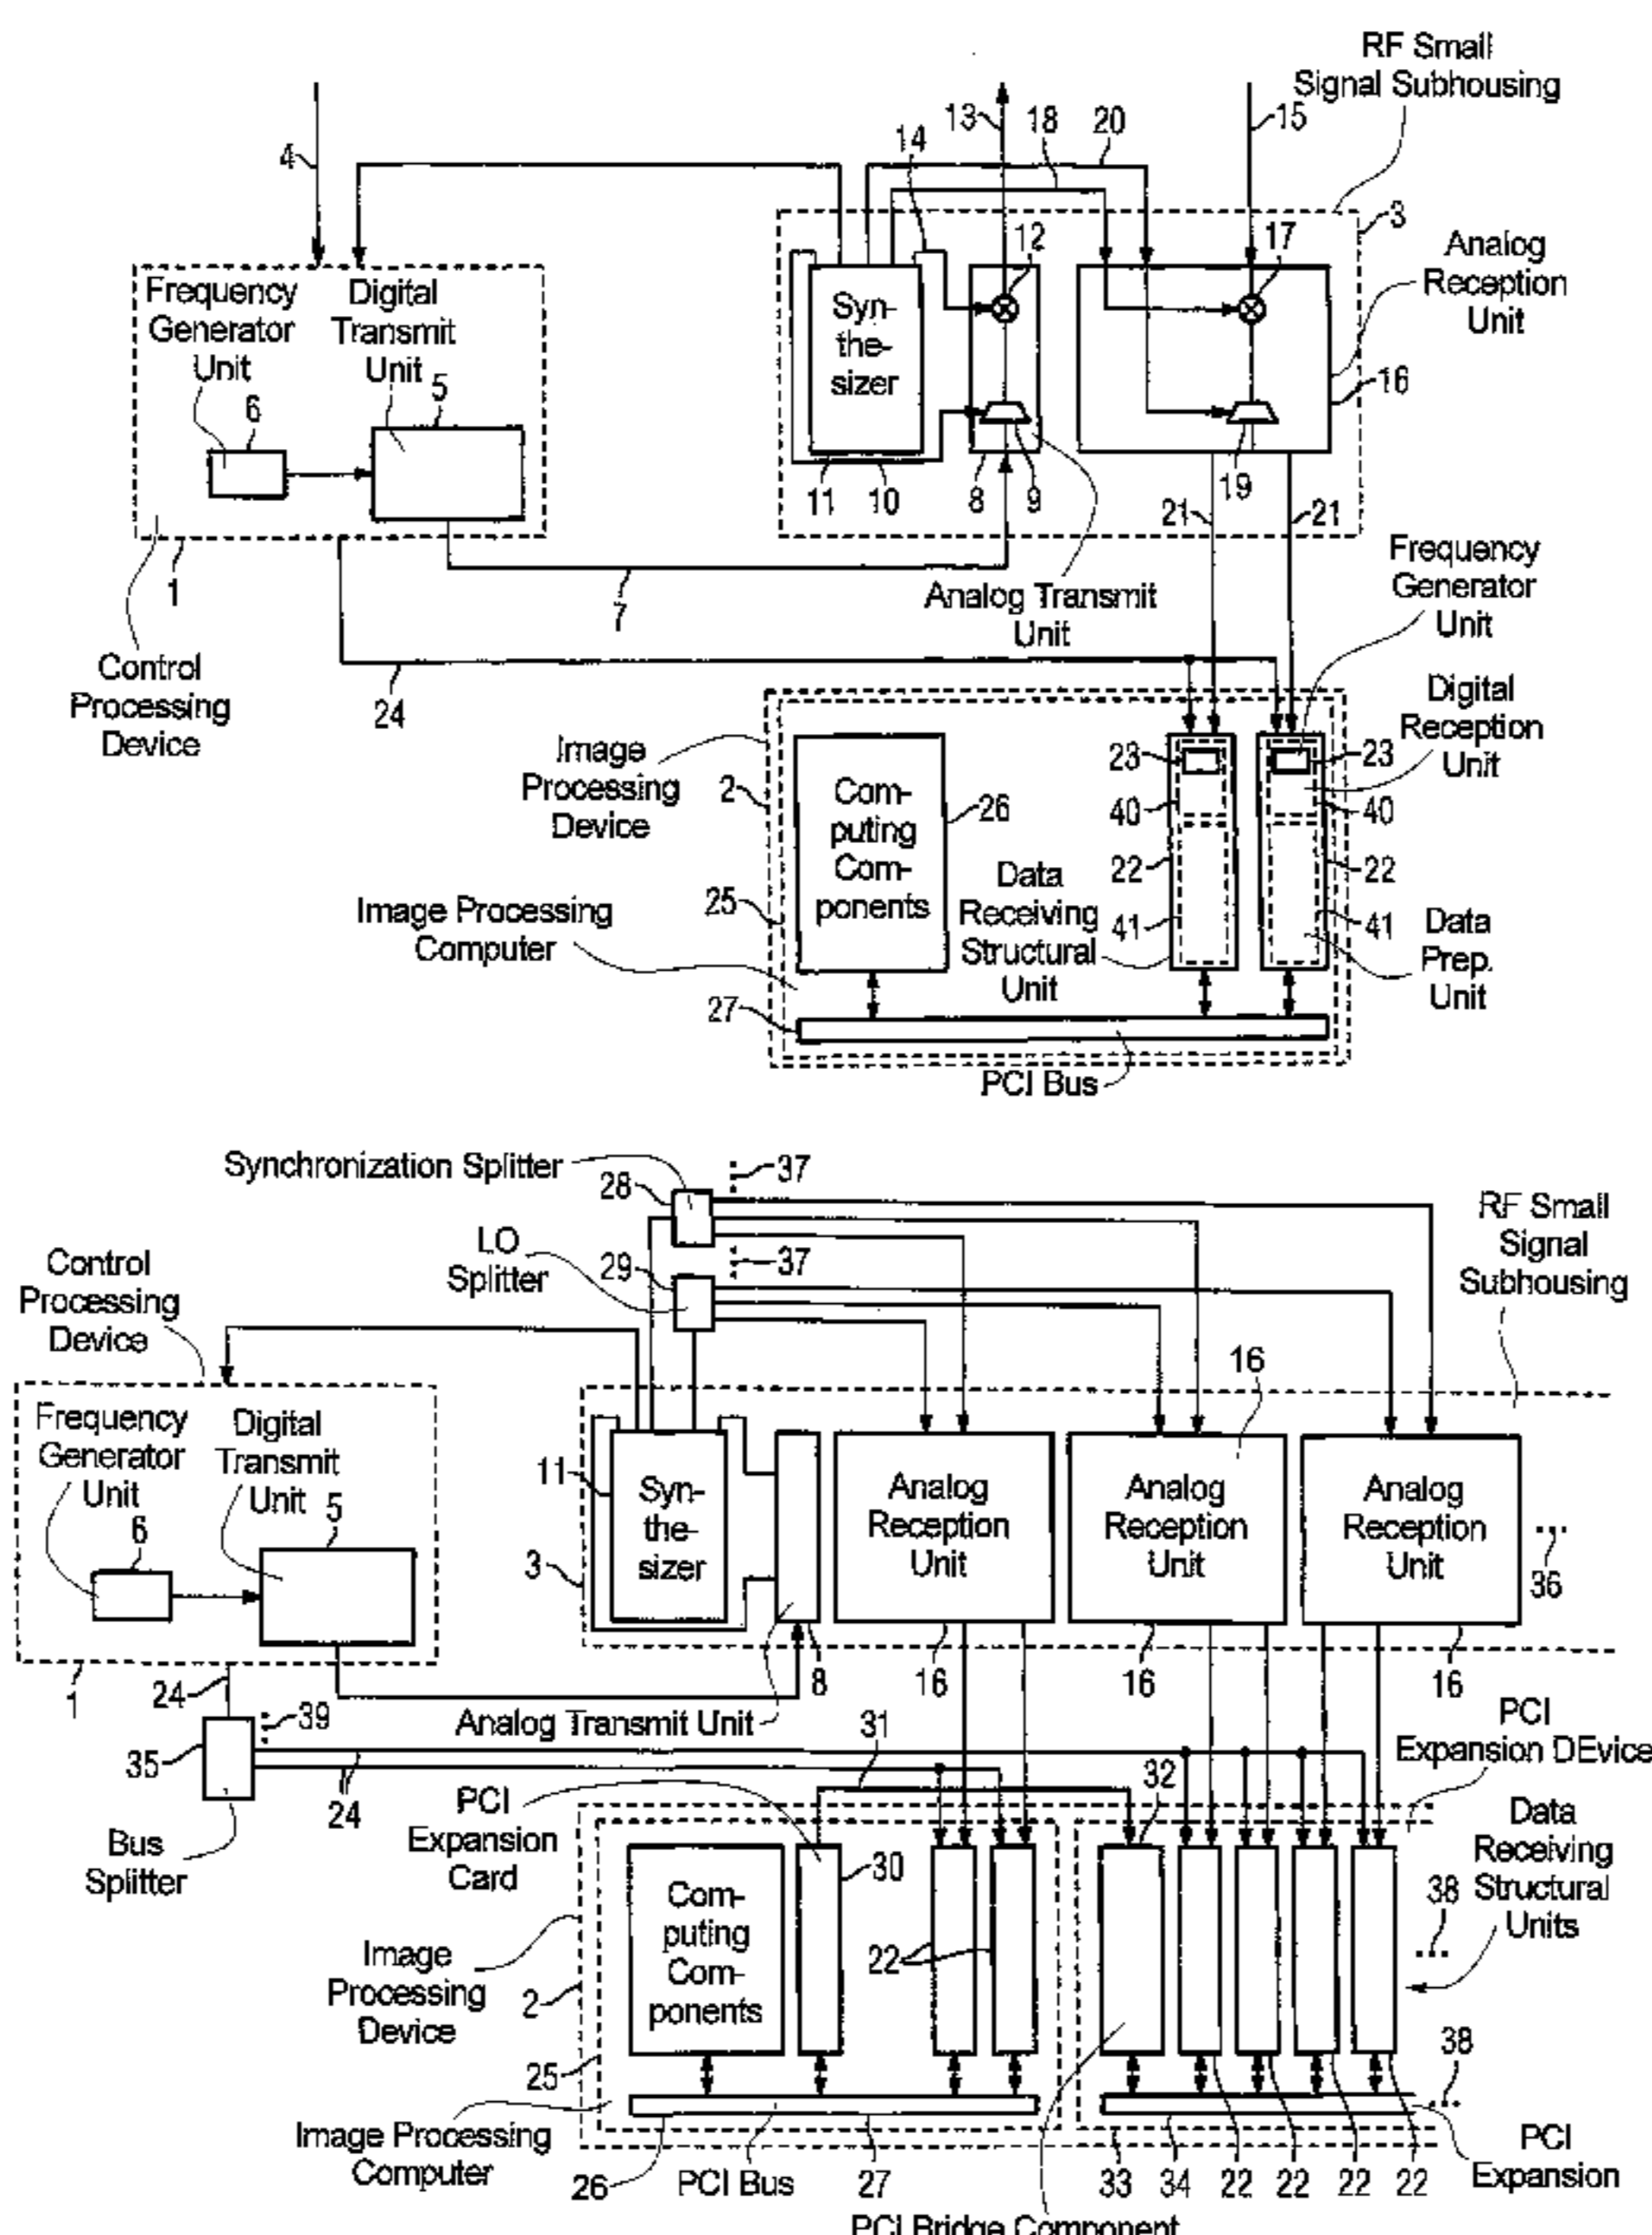 RF Small
Signal Subhousing
13
18
20
15
14
4
3
12
17
Analog
Reception
Unit
Frequency
Generator
Unit
Digital
Transmit
Unit
Syn-
the-
sizer
16
6
5
11
10
8
9
19
21
21
1
7
Analog Transmit
Unit
Frequency
Generator
Unit
Control
Processing
Device
24
Digital
Reception
Unit
Image
Processing
Device
2
Com-
puting
Com-
ponents
26
23
23
40
40
22
22
25
Data
Receiving
Structural
Unit
41
41
Image Processing
Computer
Data
Prep.
Unit
27
PCI Bus
Synchronization Splitter
28
37
LO
Splitter
29
37
RF Small
Signal
Subhousing
Control
Processing
Device
16
Frequency
Generator
Unit
Digital
Transmit
Unit
11
Syn-
the-
sizer
Analog
Reception
Unit
Analog
Reception
Unit
Analog
Reception
Unit
6
5
3
36
1
24
8
16
16
16
39
Analog Transmit Unit
31
PCI
Expansion DEvice
35
24
32
Bus
Splitter
PCI
Expansion
Card
30
Data
Receiving
Structural
Units
38
Com-
puting
Com-
ponents
22
Image
Processing
Device
2
25
38
Image Processing
Computer
26
PCI Bus
27
33
34
22
22
22
22
PCI
Expansion
PCI Bridge Component